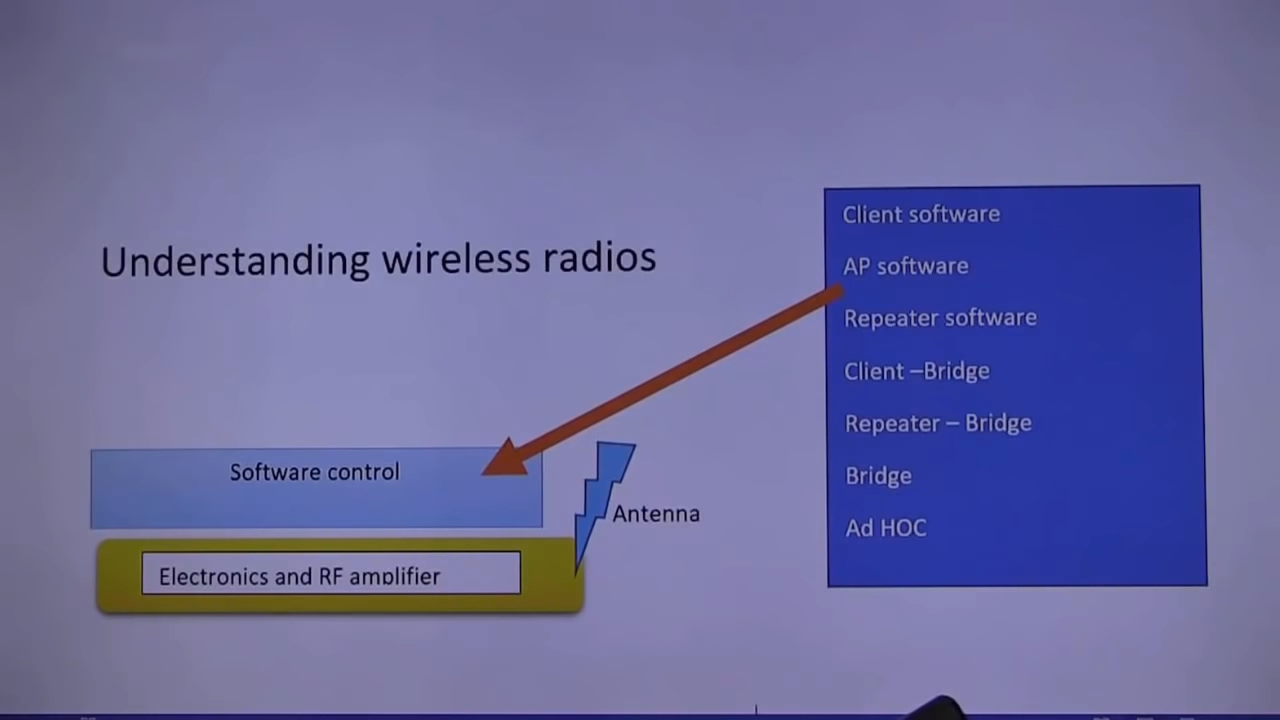 Understanding wireless radios
Client software
AP software
Repeater software
Client –Bridge
Repeater – Bridge
Bridge
Ad HOC
Software control
Antenna
Electronics and RF amplifier